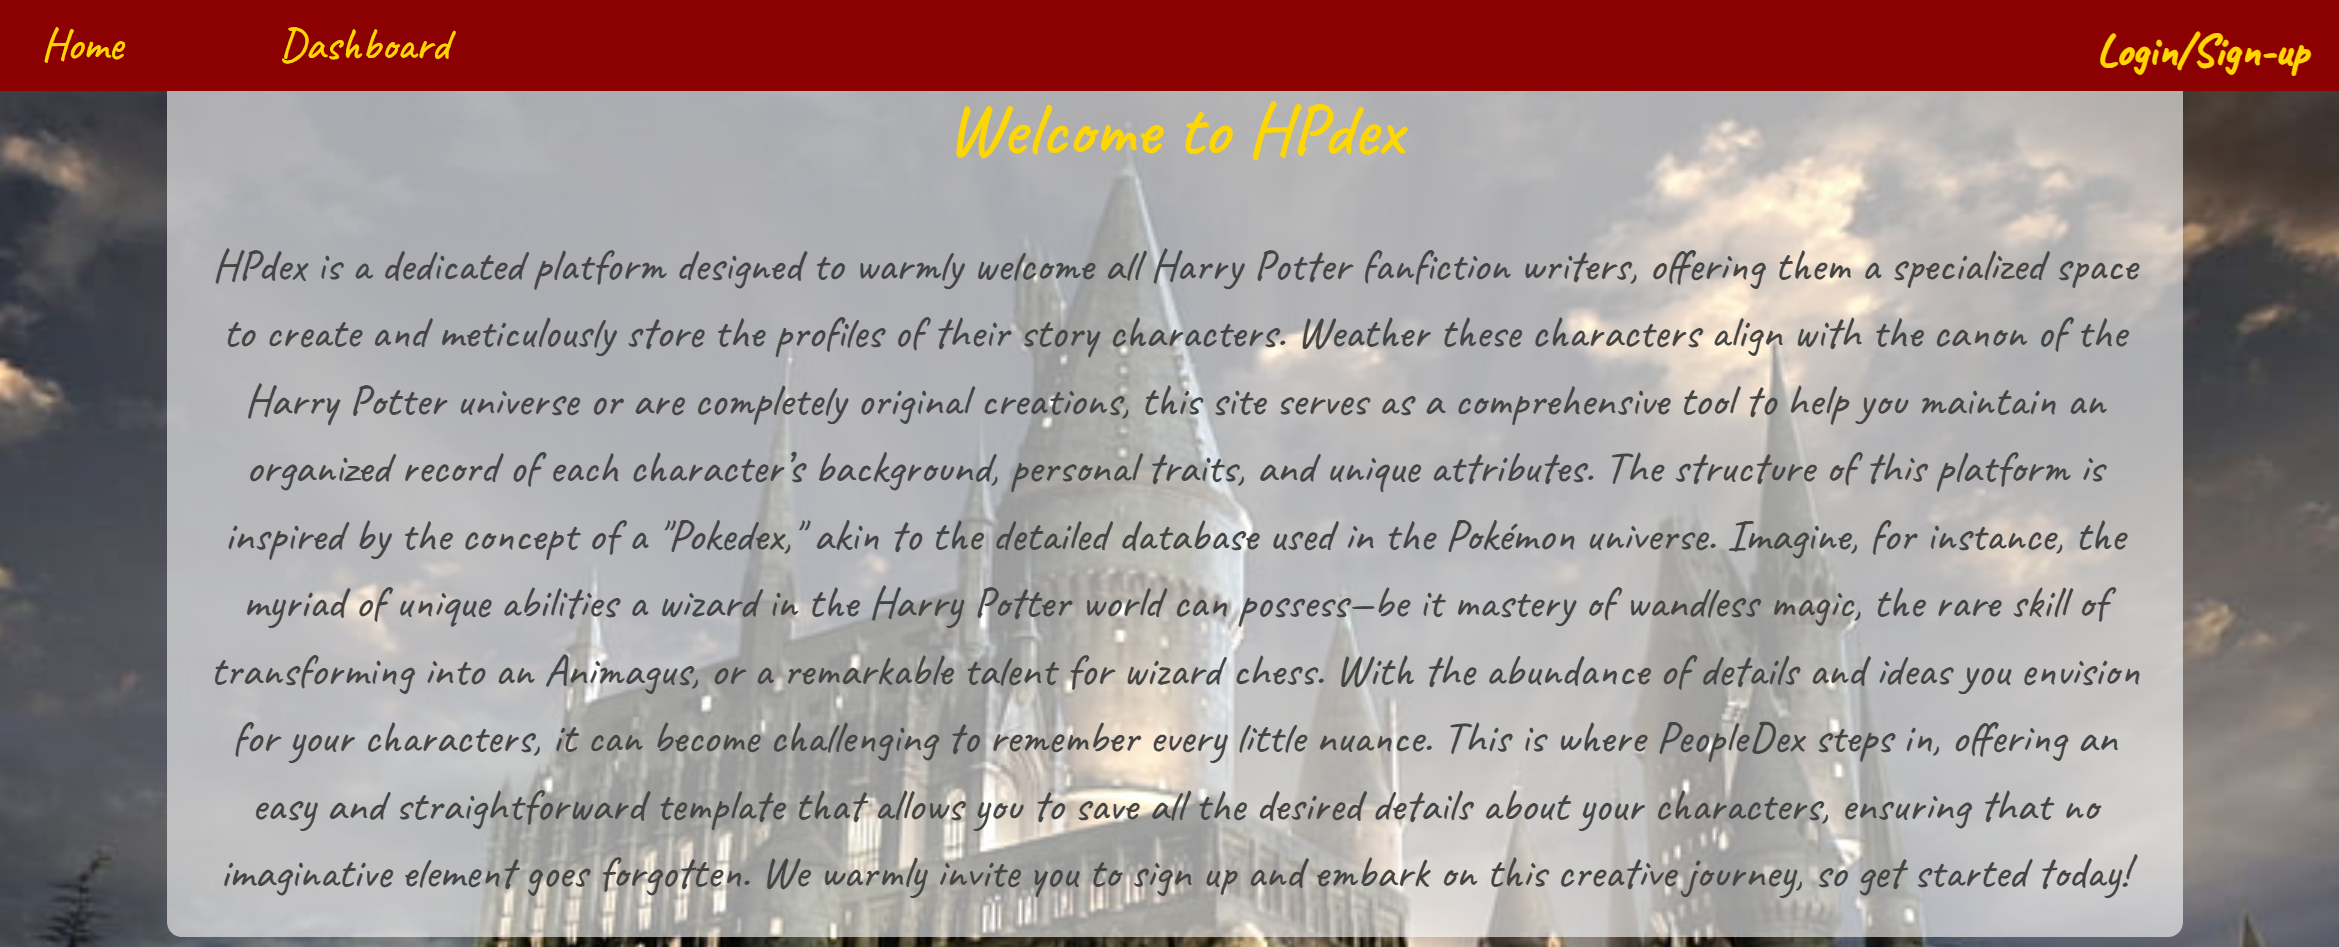 Home Dashboard Login/Sign-up
Welcome to HPdex
HPdex is a dedicated platform designed to warmly welcome all Harry Potter fanfiction writers, offering them a specialized space
to create and meticulously store the profiles of their story characters. Weather these characters align with the canon of the
Harry Potter universe or are completely original creations, this site serves as a comprehensive tool to help you maintain an
organized record of each character’s background, personal traits, and unique attributes. The structure of this platform is
inspired by the concept of a "Pokedex," akin to the detailed database used in the Pokémon universe. Imagine, for instance, the
myriad of unique abilities a wizard in the Harry Potter world can possess—be it mastery of wandless magic, the rare skill of
transforming into an Animagus, or a remarkable talent for wizard chess. With the abundance of details and ideas you envision
for your characters, it can become challenging to remember every little nuance. This is where PeopleDex steps in, offering an
easy and straightforward template that allows you to save all the desired details about your characters, ensuring that no
imaginative element goes forgotten. We warmly invite you to sign up and embark on this creative journey, so get started today!